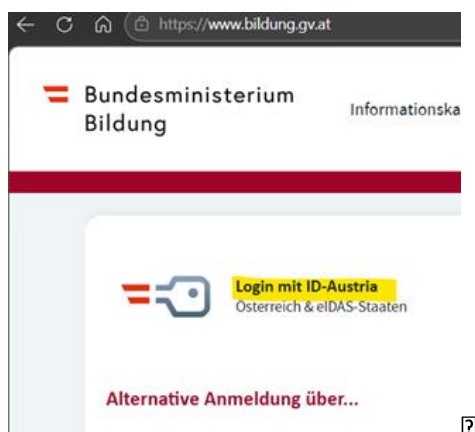 https://www.bildung.gv.at
Bundesministerium
Bildung
Informationska
Login mit ID-Austria
Österreich & eIDAS-Staaten
Alternative Anmeldung über...
?